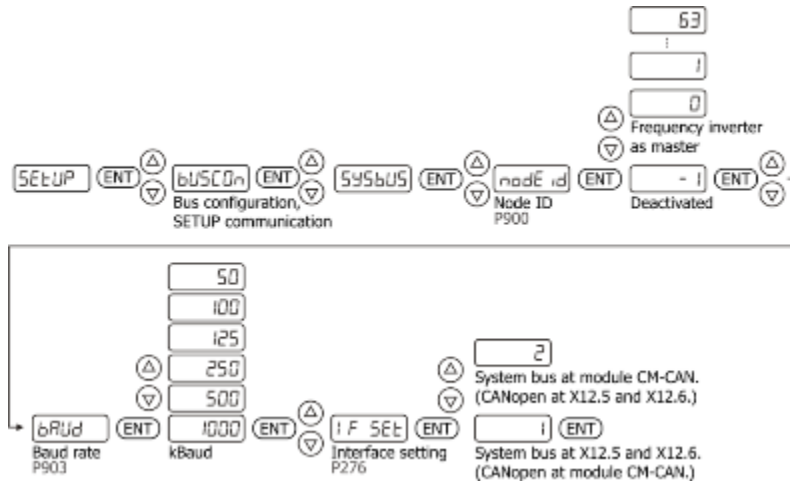 63
⋮
1
0
Frequency inverter
as master
SEtUP ENT bUSCOn ENT SYSbUS ENT nodE id ENT - 1 ENT
Bus configuration,
SETUP communication
Node ID
P900
Deactivated
50
100
125
250
500
bAUd ENT 1000 ENT I F SEt ENT
Baud rate
P903
kBaud
Interface setting
P276
2
System bus at module CM-CAN.
(CANopen at X12.5 and X12.6.)
1 ENT
System bus at X12.5 and X12.6.
(CANopen at module CM-CAN.)